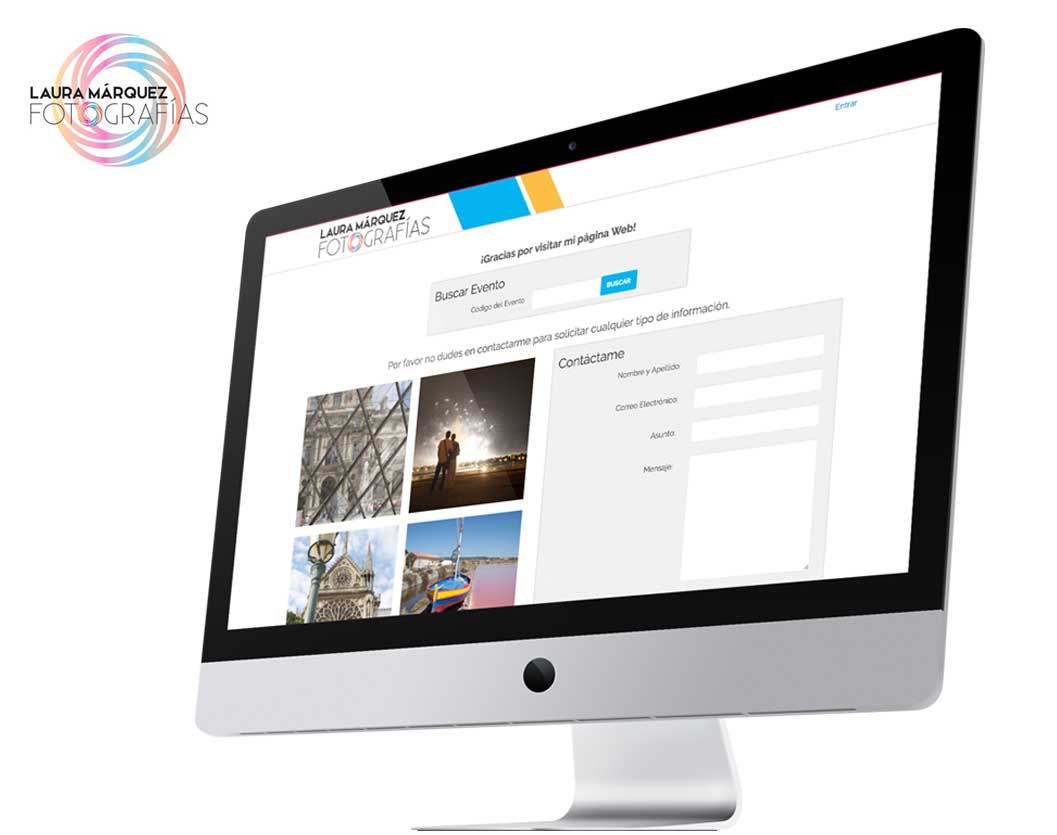 LAURA MÁRQUEZ
FOTOGRAFÍAS
Entrar
LAURA MÁRQUEZ
FOTOGRAFÍAS
¡Gracias por visitar mi página Web!
Buscar Evento
Código del Evento
BUSCAR
Por favor no dudes en contactarme para solicitar cualquier tipo de información.
Contáctame
Nombre y Apellido:
Correo Electrónico:
Asunto:
Mensaje: